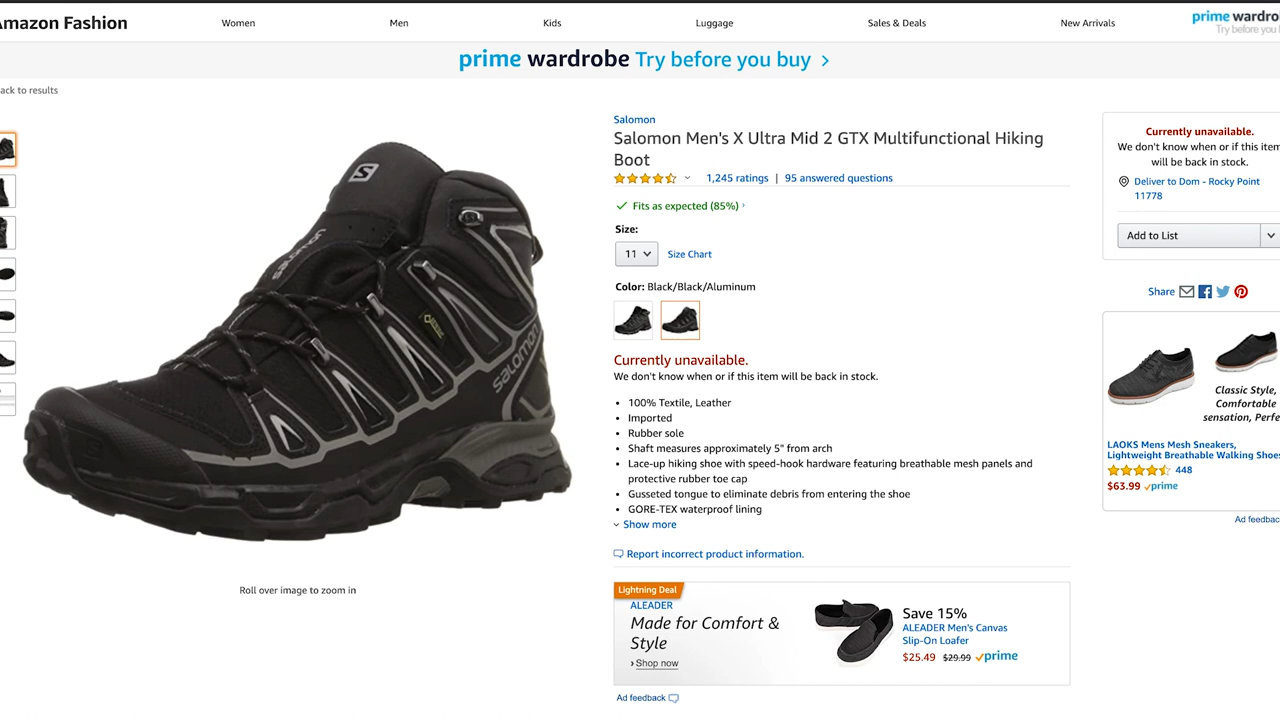 Amazon Fashion
Women
Men
Kids
Luggage
Sales & Deals
New Arrivals
prime wardro
Try before you b
prime wardrobe Try before you buy
ack to results
Salomon
Salomon Men's X Ultra Mid 2 GTX Multifunctional Hiking
Boot
1,245 ratings | 95 answered questions
Fits as expected (85%)
Size:
11
Size Chart
Color: Black/Black/Aluminum
Currently unavailable.
We don't know when or if this item will be back in stock.
• 100% Textile, Leather
• Imported
• Rubber sole
• Shaft measures approximately 5" from arch
• Lace-up hiking shoe with speed-hook hardware featuring breathable mesh panels and
protective rubber toe cap
• Gusseted tongue to eliminate debris from entering the shoe
• GORE-TEX waterproof lining
Show more
Report incorrect product information.
Lightning Deal
ALEADER
Made for Comfort &
Style
› Shop now
Save 15%
ALEADER Men's Canvas
Slip-On Loafer
$25.49 $29.99 prime
Ad feedback
Currently unavailable.
We don't know when or if this item
will be back in stock.
Deliver to Dom - Rocky Point
11778
Add to List
Share
Classic Style,
Comfortable
sensation, Perfe
LAOKS Mens Mesh Sneakers,
Lightweight Breathable Walking Shoes
448
$63.99 prime
Ad feedbac
S
salomon
salomon
Roll over image to zoom in